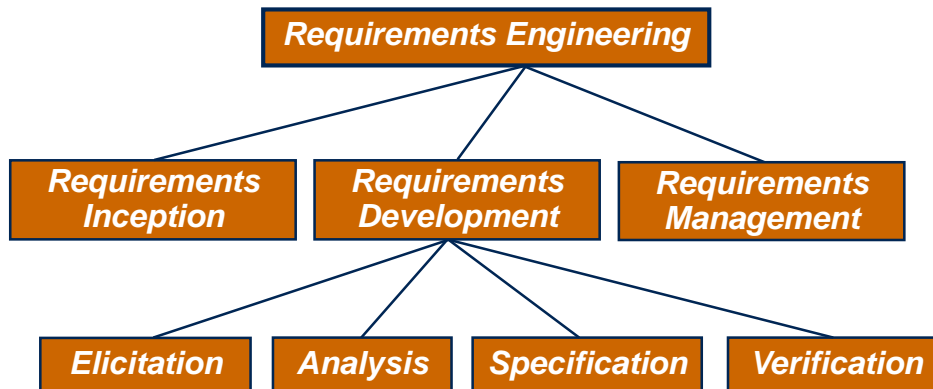 Requirements Engineering
Requirements
Inception
Requirements
Development
Requirements
Management
Elicitation
Analysis
Specification
Verification